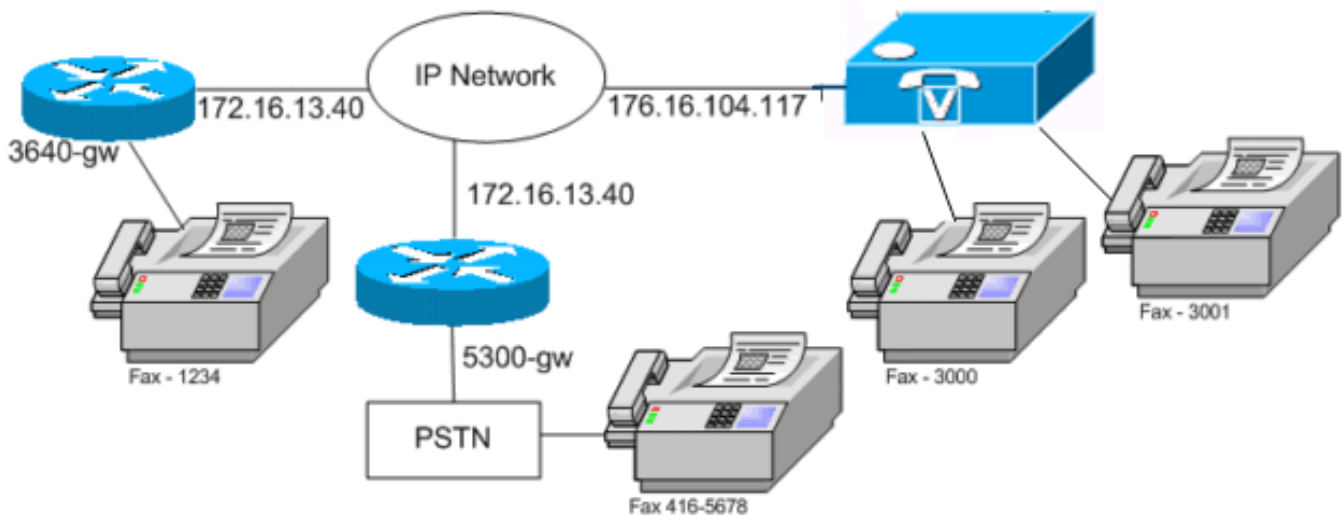 IP Network
172.16.13.40
176.16.104.117
V
3640-gw
172.16.13.40
Fax - 3001
5300-gw
Fax - 1234
Fax - 3000
PSTN
Fax 416-5678